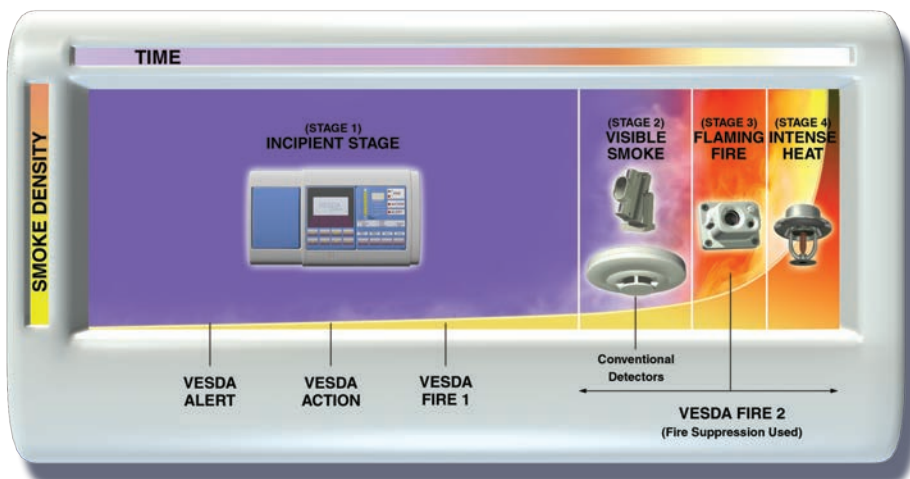 TIME
SMOKE DENSITY
(STAGE 1)
INCIPIENT STAGE
(STAGE 2)
VISIBLE
SMOKE
(STAGE 3)
FLAMING
FIRE
(STAGE 4)
INTENSE
HEAT
VESDA
ALERT
VESDA
ACTION
VESDA
FIRE 1
Conventional
Detectors
VESDA FIRE 2
(Fire Suppression Used)